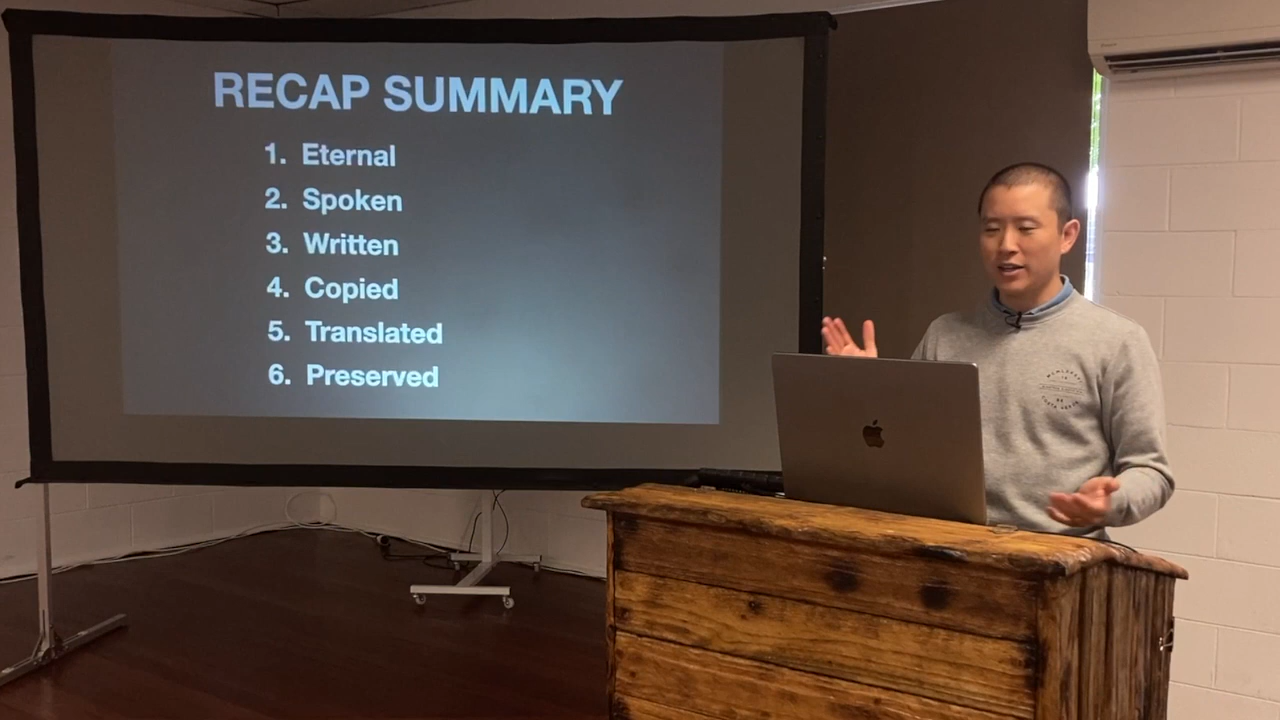 RECAP SUMMARY
1. Eternal
2. Spoken
3. Written
4. Copied
5. Translated
6. Preserved